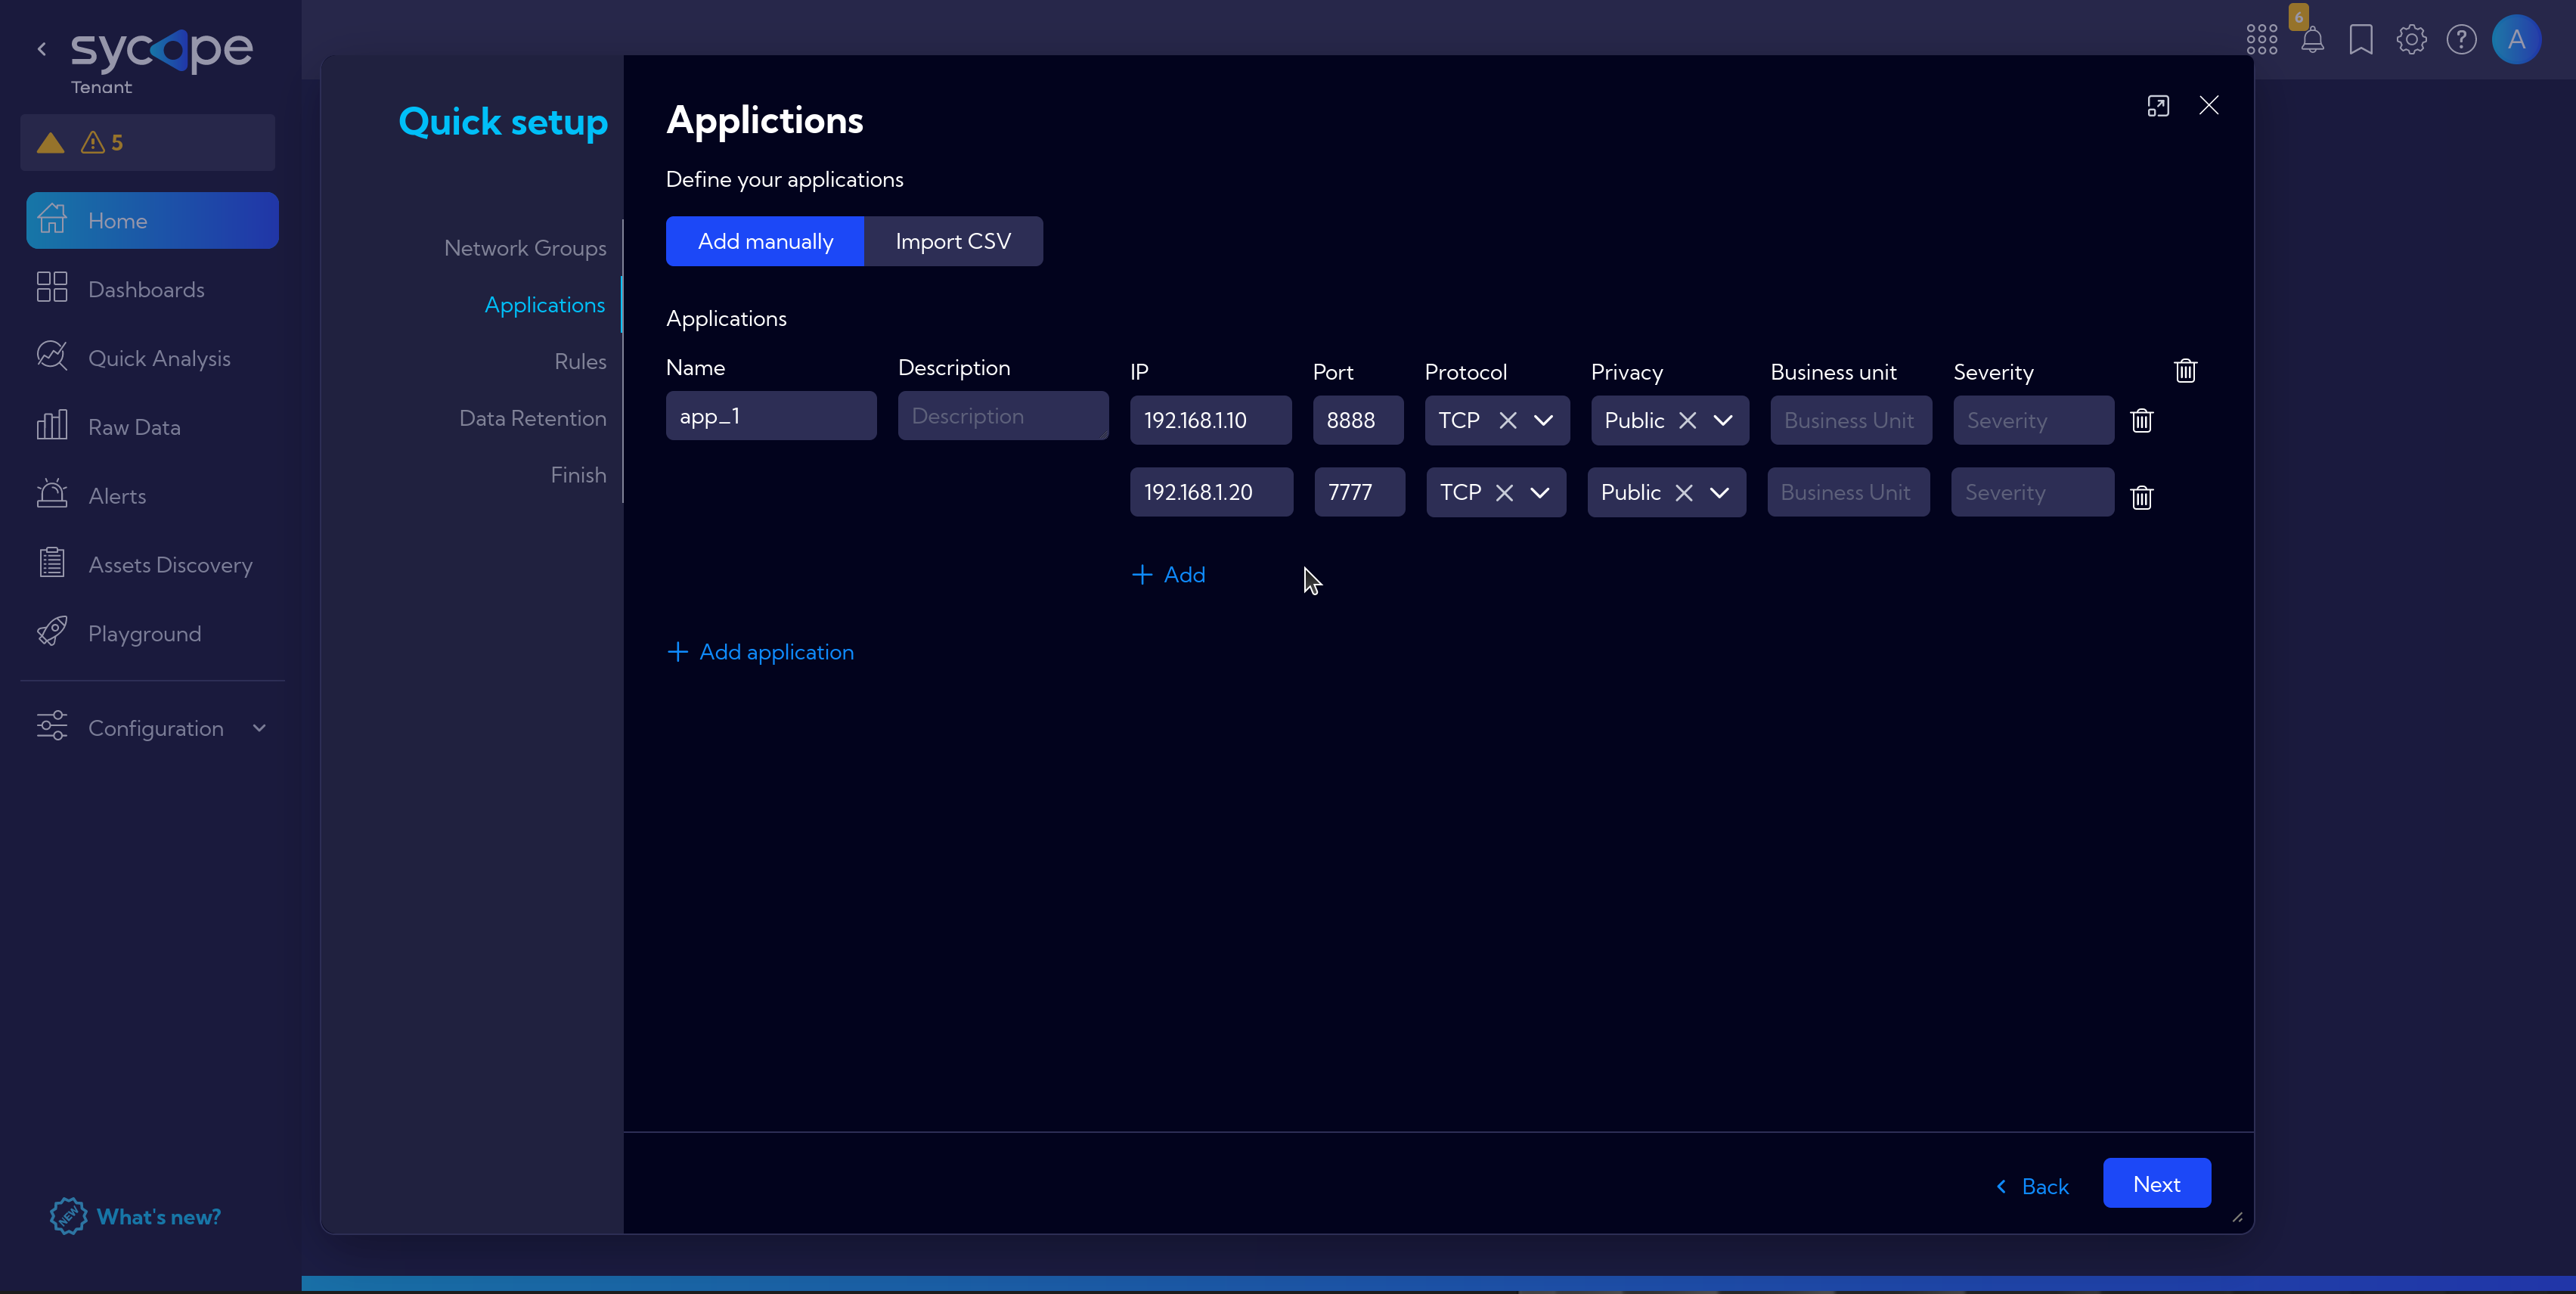 sycope
Tenant
5
Home
Dashboards
Quick Analysis
Raw Data
Alerts
Assets Discovery
Playground
Configuration
NEW
What's new?
6
A
Quick setup
Network Groups
Applications
Rules
Data Retention
Finish
Applictions
Define your applications
Add manually Import CSV
Applications
Name Description IP Port Protocol Privacy Business unit Severity
app_1 Description 192.168.1.10 8888 TCP Public Business Unit Severity
192.168.1.20 7777 TCP Public Business Unit Severity
+ Add
+ Add application
Back Next